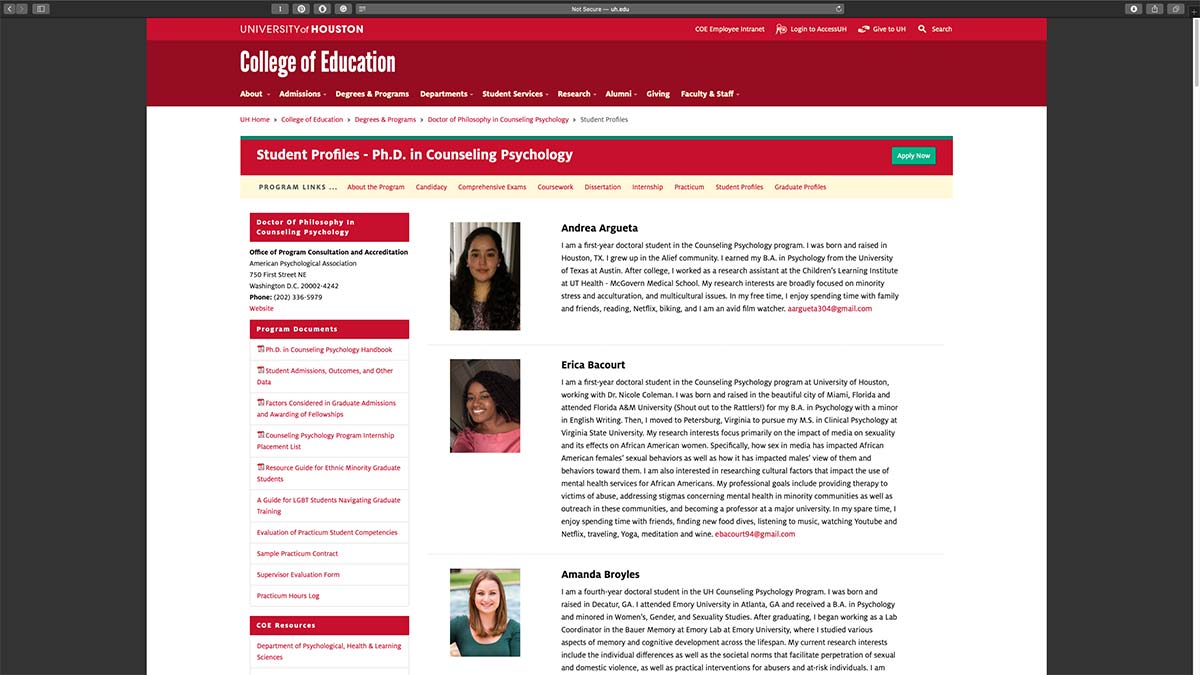 Not Secure — uh.edu
UNIVERSITY of HOUSTON
COE Employee Intranet
Login to AccessUH
Give to UH
Search
College of Education
About
Admissions
Degrees & Programs
Departments
Student Services
Research
Alumni
Giving
Faculty & Staff
UH Home
College of Education
Degrees & Programs
Doctor of Philosophy in Counseling Psychology
Student Profiles
Student Profiles - Ph.D. in Counseling Psychology
Apply Now
PROGRAM LINKS ...
About the Program
Candidacy
Comprehensive Exams
Coursework
Dissertation
Internship
Practicum
Student Profiles
Graduate Profiles
Doctor Of Philosophy In
Counseling Psychology
Office of Program Consultation and Accreditation
American Psychological Association
750 First Street NE
Washington D.C. 20002-4242
Phone: (202) 336-5979
Website
Program Documents
Ph.D. in Counseling Psychology Handbook
Student Admissions, Outcomes, and Other
Data
Factors Considered in Graduate Admissions
and Awarding of Fellowships
Counseling Psychology Program Internship
Placement List
Resource Guide for Ethnic Minority Graduate
Students
A Guide for LGBT Students Navigating Graduate
Training
Evaluation of Practicum Student Competencies
Sample Practicum Contract
Supervisor Evaluation Form
Practicum Hours Log
COE Resources
Department of Psychological, Health & Learning
Sciences
Andrea Argueta
I am a first-year doctoral student in the Counseling Psychology program. I was born and raised in
Houston, TX. I grew up in the Alief community. I earned my B.A. in Psychology from the University
of Texas at Austin. After college, I worked as a research assistant at the Children's Learning Institute
at UT Health - McGovern Medical School. My research interests are broadly focused on minority
stress and acculturation, and multicultural issues. In my free time, I enjoy spending time with family
and friends, reading, Netflix, biking, and I am an avid film watcher. aargueta304@gmail.com
Erica Bacourt
I am a first-year doctoral student in the Counseling Psychology program at University of Houston,
working with Dr. Nicole Coleman. I was born and raised in the beautiful city of Miami, Florida and
attended Florida A&M University (Shout out to the Rattlers!) for my B.A. in Psychology with a minor
in English Writing. Then, I moved to Petersburg, Virginia to pursue my M.S. in Clinical Psychology at
Virginia State University. My research interests focus primarily on the impact of media on sexuality
and its effects on African American women. Specifically, how sex in media has impacted African
American females' sexual behaviors as well as how it has impacted males' view of them and
behaviors toward them. I am also interested in researching cultural factors that impact the use of
mental health services for African Americans. My professional goals include providing therapy to
victims of abuse, addressing stigmas concerning mental health in minority communities as well as
outreach in these communities, and becoming a professor at a major university. In my spare time, I
enjoy spending time with friends, finding new food dives, listening to music, watching Youtube and
Netflix, traveling, Yoga, meditation and wine. ebacourt94@gmail.com
Amanda Broyles
I am a fourth-year doctoral student in the UH Counseling Psychology Program. I was born and
raised in Decatur, GA. I attended Emory University in Atlanta, GA and received a B.A. in Psychology
and minored in Women's, Gender, and Sexuality Studies. After graduating, I began working as a Lab
Coordinator in the Bauer Memory at Emory Lab at Emory University, where I studied various
aspects of memory and cognitive development across the lifespan. My current research interests
include the individual differences as well as the societal norms that facilitate perpetration of sexual
and domestic violence, as well as practical interventions for abusers and at-risk individuals. I am